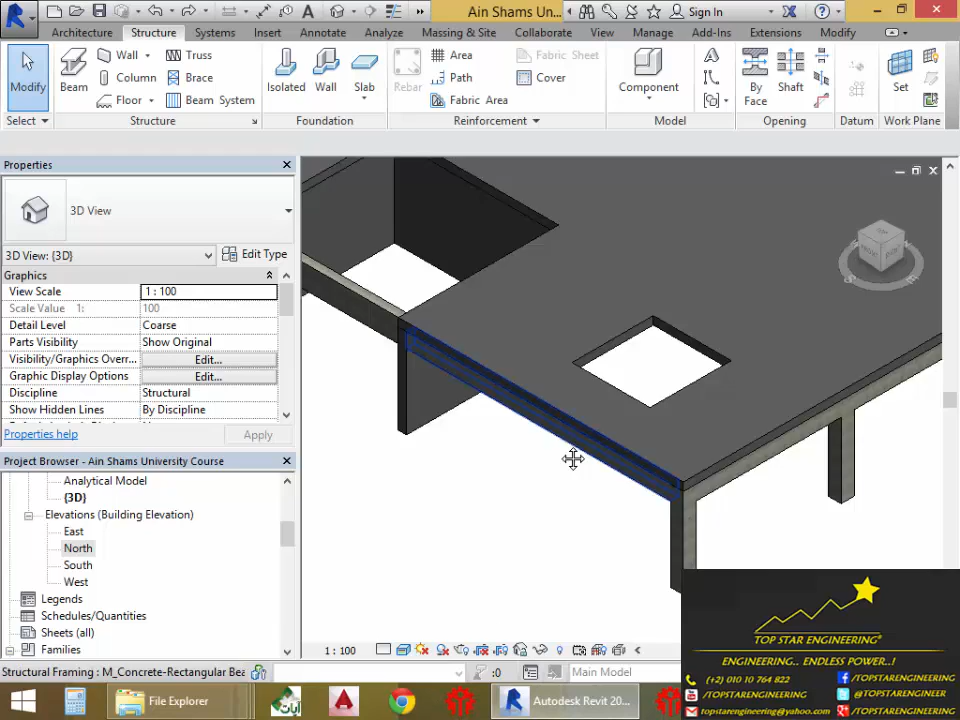 Ain Shams Un...
Sign In
Architecture Structure Systems Insert Annotate Analyze Massing & Site Collaborate View Manage Add-Ins Extensions Modify
Modify
Beam
Wall
Column
Floor
Truss
Brace
Beam System
Isolated
Wall
Slab
Rebar
Area
Path
Fabric Area
Fabric Sheet
Cover
Component
By Face
Shaft
Set
Select
Structure
Foundation
Reinforcement
Model
Opening
Datum
Work Plane
Properties
3D View
3D View: {3D}
Edit Type
Graphics
View Scale 1 : 100
Scale Value 1: 100
Detail Level Coarse
Parts Visibility Show Original
Visibility/Graphics Overr... Edit...
Graphic Display Options Edit...
Discipline Structural
Show Hidden Lines By Discipline
Properties help
Apply
Project Browser - Ain Shams University Course
Analytical Model
{3D}
Elevations (Building Elevation)
East
North
South
West
Legends
Schedules/Quantities
Sheets (all)
Families
1 : 100
Structural Framing : M_Concrete-Rectangular Bea
:0
Main Model
File Explorer
Autodesk Revit 20...
TOP STAR ENGINEERING®
ENGINEERING.. ENDLESS POWER..!
(+2) 010 10 764 822
/TOPSTARENGINEERING
/TOPSTARENGINEERING
@TOPSTARENGINEER
topstarengineering@yahoo.com
/TOPSTARENGINEERING